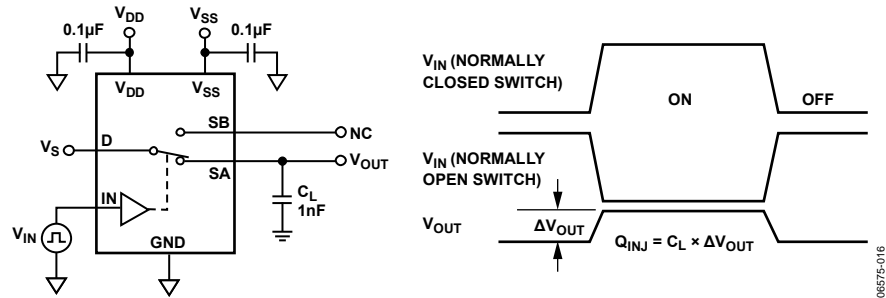 VDD
VSS
0.1µF
0.1µF
VDD
VSS
SB
NC
VS
D
VOUT
SA
IN
CL
1nF
VIN
GND
VIN (NORMALLY
CLOSED SWITCH)
ON
OFF
VIN (NORMALLY
OPEN SWITCH)
VOUT
ΔVOUT
QINJ = CL × ΔVOUT
06575-016